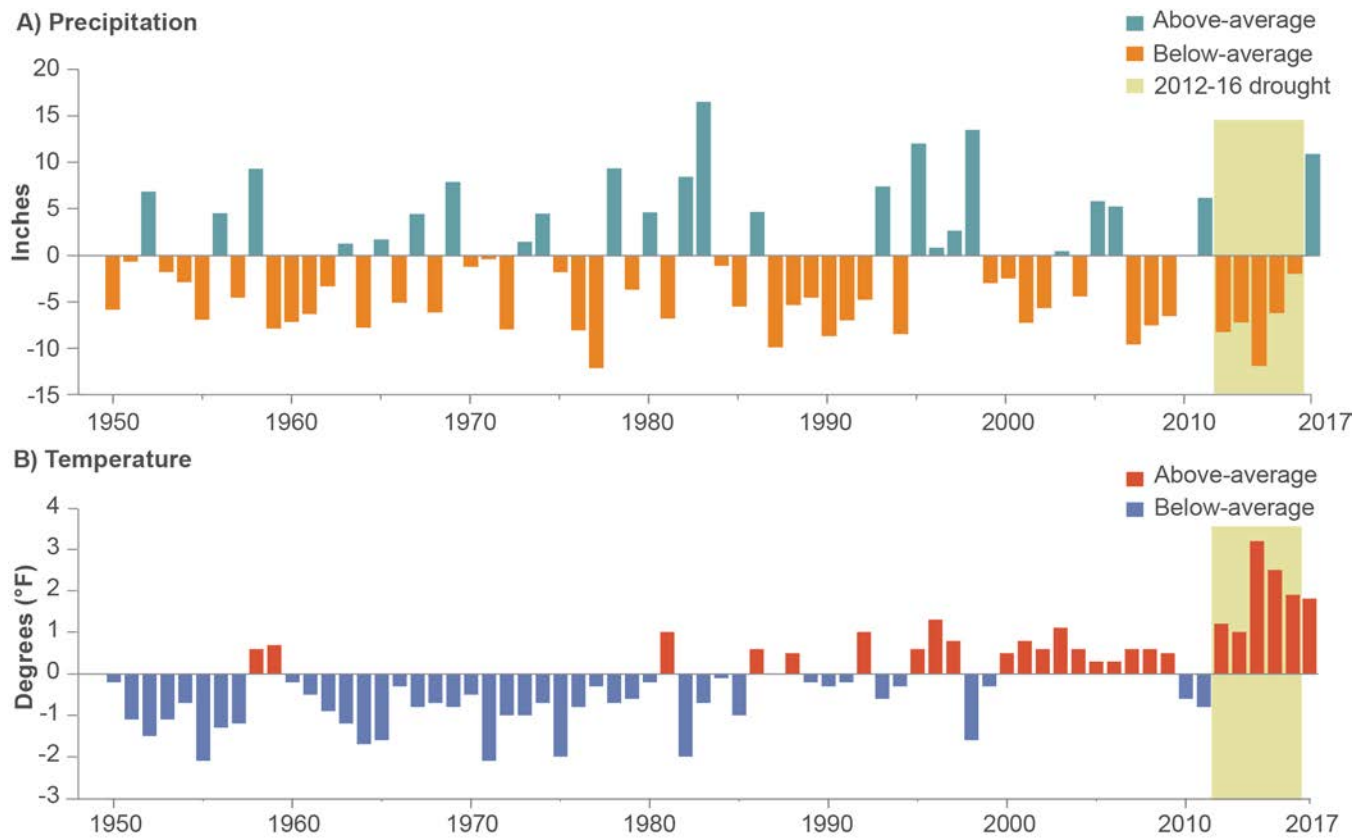 A) Precipitation
Above-average
Below-average
2012-16 drought
Inches
20
15
10
5
0
-5
-10
-15
1950 1960 1970 1980 1990 2000 2010 2017
B) Temperature
Above-average
Below-average
Degrees (°F)
4
3
2
1
0
-1
-2
-3
1950 1960 1970 1980 1990 2000 2010 2017